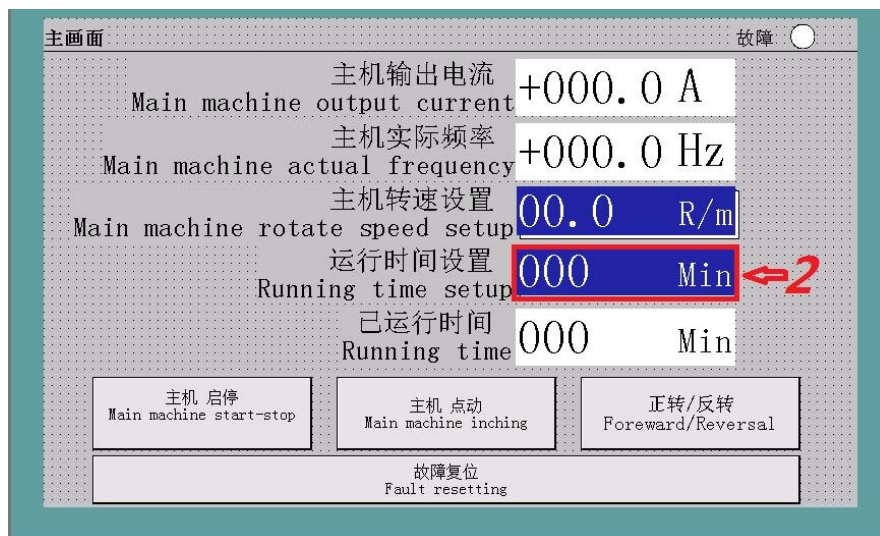 主画面
故障
主机输出电流
Main machine output current
+000.0 A
主机实际频率
Main machine actual frequency
+000.0 Hz
主机转速设置
Main machine rotate speed setup
00.0 R/m
运行时间设置
Running time setup
000 Min
2
已运行时间
Running time
000 Min
主机 启停
Main machine start-stop
主机 点动
Main machine inching
正转/反转
Foreward/Reversal
故障复位
Fault resetting